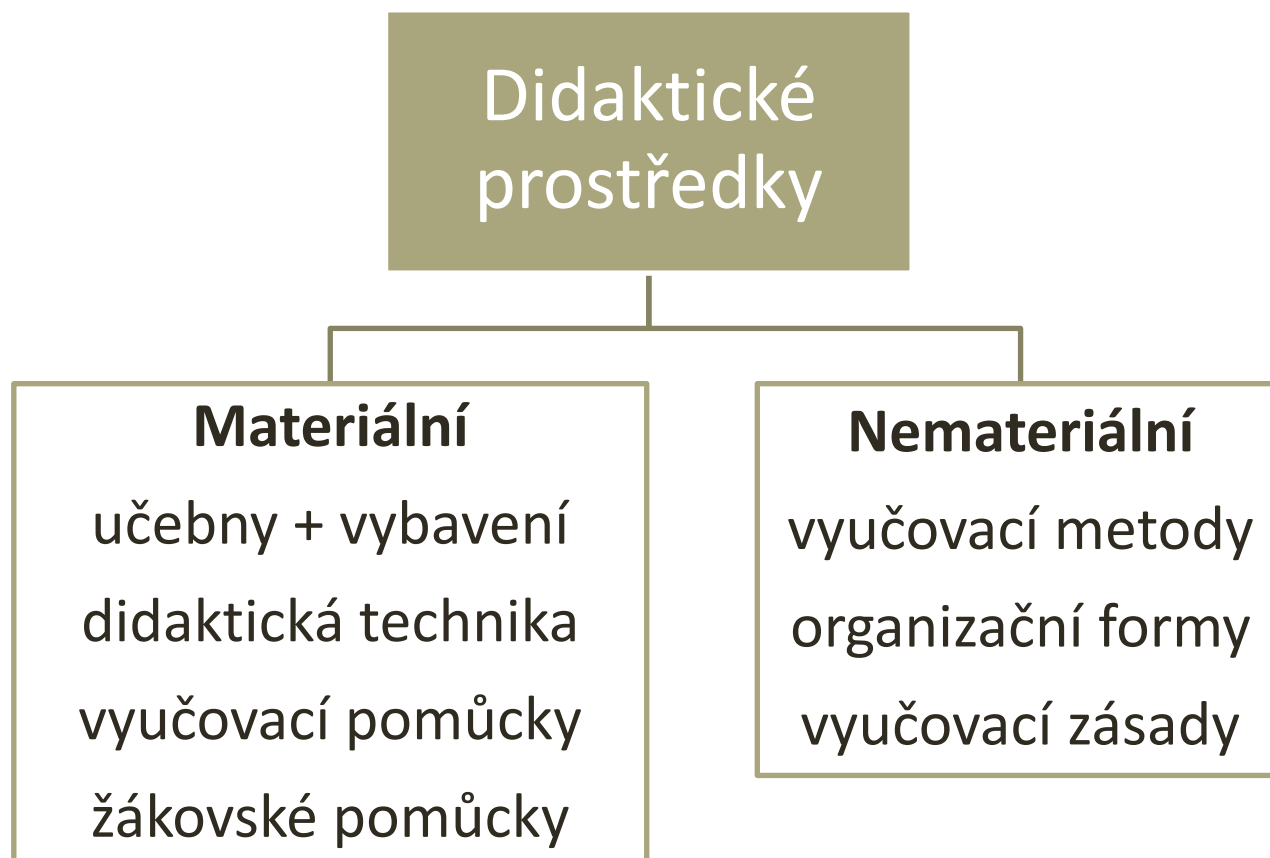 Didaktické
prostředky
Materiální
učebny + vybavení
didaktická technika
vyučovací pomůcky
žákovské pomůcky
Nemateriální
vyučovací metody
organizační formy
vyučovací zásady